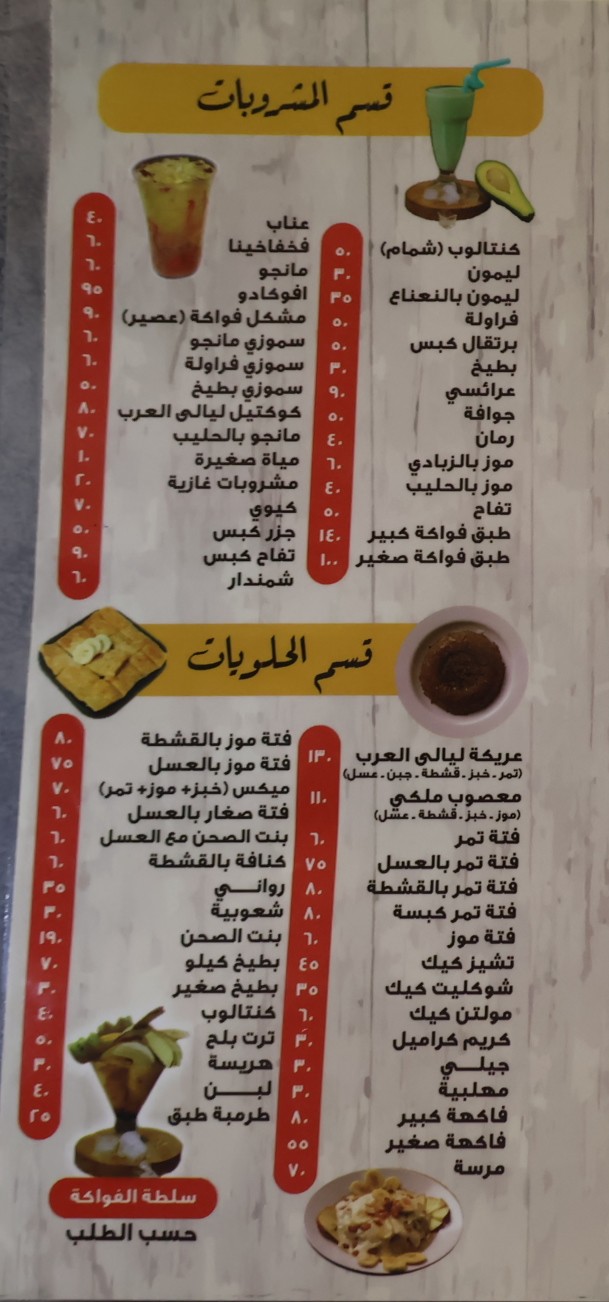 قسم المشروبات
كنتالوب (شمام) ٥٠
ليمون ٣٠
ليمون بالنعناع ٣٥
فراولة ٥٠
برتقال كبس ٥٠
بطيخ ٣٠
عرائسي ٩٠
جوافة ٥٠
رمان ٤٠
موز بالزبادي ٦٠
موز بالحليب ٤٠
تفاح ٥٠
طبق فواكة كبير ١٤٠
طبق فواكة صغير ١٠٠
عناب ٤٠
فخفاخينا ٦٠
مانجو ٦٠
افوكادو ٩٥
مشكل فواكة (عصير) ٩٠
سموزي مانجو ٦٠
سموزي فراولة ٦٠
سموزي بطيخ ٥٠
كوكتيل ليالى العرب ٨٠
مانجو بالحليب ٧٠
مياة صغيرة ١٠
مشروبات غازية ٢٠
كيوي ٧٠
جزر كبس ٥٠
تفاح كبس ٩٠
شمندار ٦٠
قسم الحلويات
عريكة ليالى العرب ١٣٠
(تمر - خبز - قشطة - جبن - عسل)
معصوب ملكي ١١٠
(موز - خبز - قشطة - عسل)
فتة تمر ٦٠
فتة تمر بالعسل ٧٥
فتة تمر بالقشطة ٨٠
فتة تمر كبسة ٨٠
فتة موز ٦٠
تشيز كيك ٤٥
شوكليت كيك ٣٥
مولتن كيك ٦٠
كريم كراميل ٣٠
جيلـــي ٣٠
مهلبية ٣٠
فاكهة كبير ٨٠
فاكهة صغير ٥٥
مرسة ٧٠
فتة موز بالقشطة ٨٠
فتة موز بالعسل ٧٥
ميكس (خبز+ موز+ تمر) ٧٠
فتة صغار بالعسل ٦٠
بنت الصحن مع العسل ٦٠
كنافة بالقشطة ٦٠
روانـــي ٣٥
شعوبية ٣٠
بنت الصحن ١٩٠
بطيخ كيلو ٧٠
بطيخ صغير ٣٠
كنتالوب ٤٠
ترت بلح ٥٠
هريسة ٣٠
لبــــن ٤٠
طرمبة طبق ٢٥
سلطة الفواكة
حسب الطلب